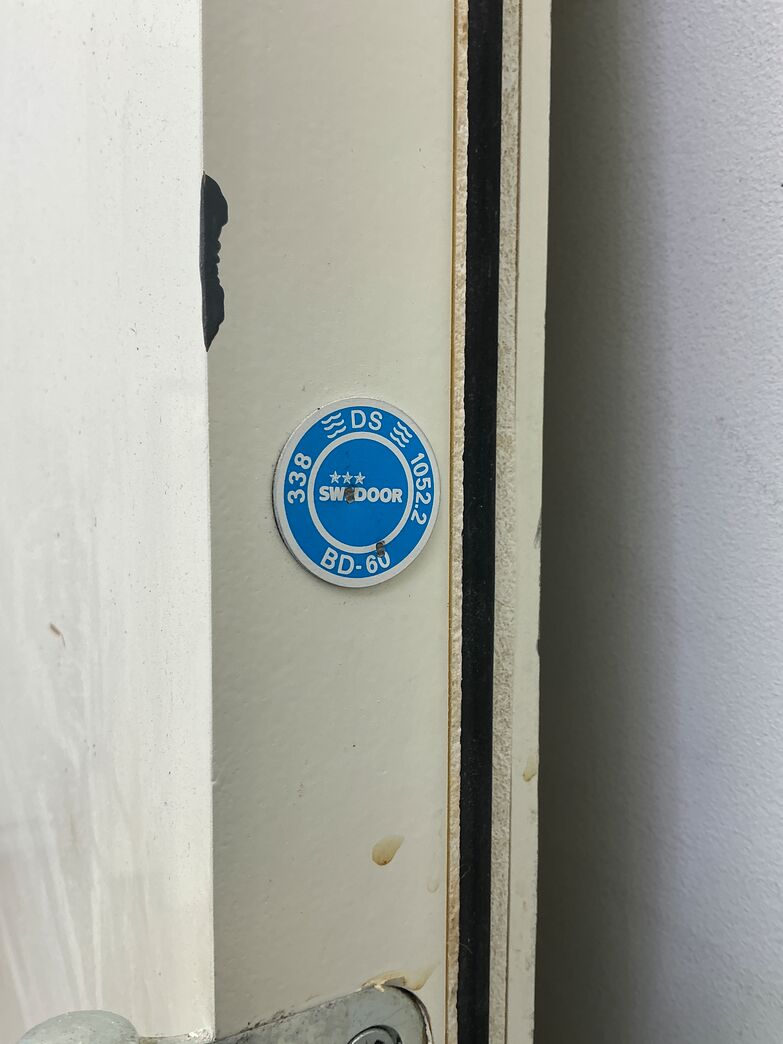 DS
338
1052.2
SWEDOOR
BD-60